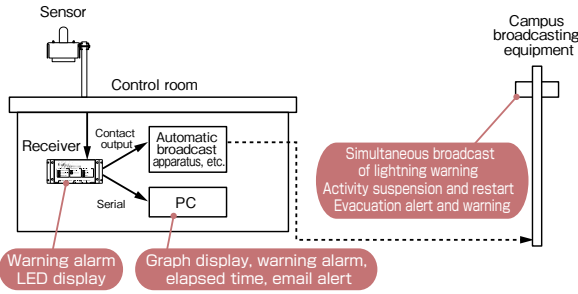 Sensor
Campus
broadcasting
equipment
Control room
Receiver
Contact
output
Automatic
broadcast
apparatus, etc.
Serial
PC
Simultaneous broadcast
of lightning warning
Activity suspension and restart
Evacuation alert and warning
Warning alarm
LED display
Graph display, warning alarm,
elapsed time, email alert